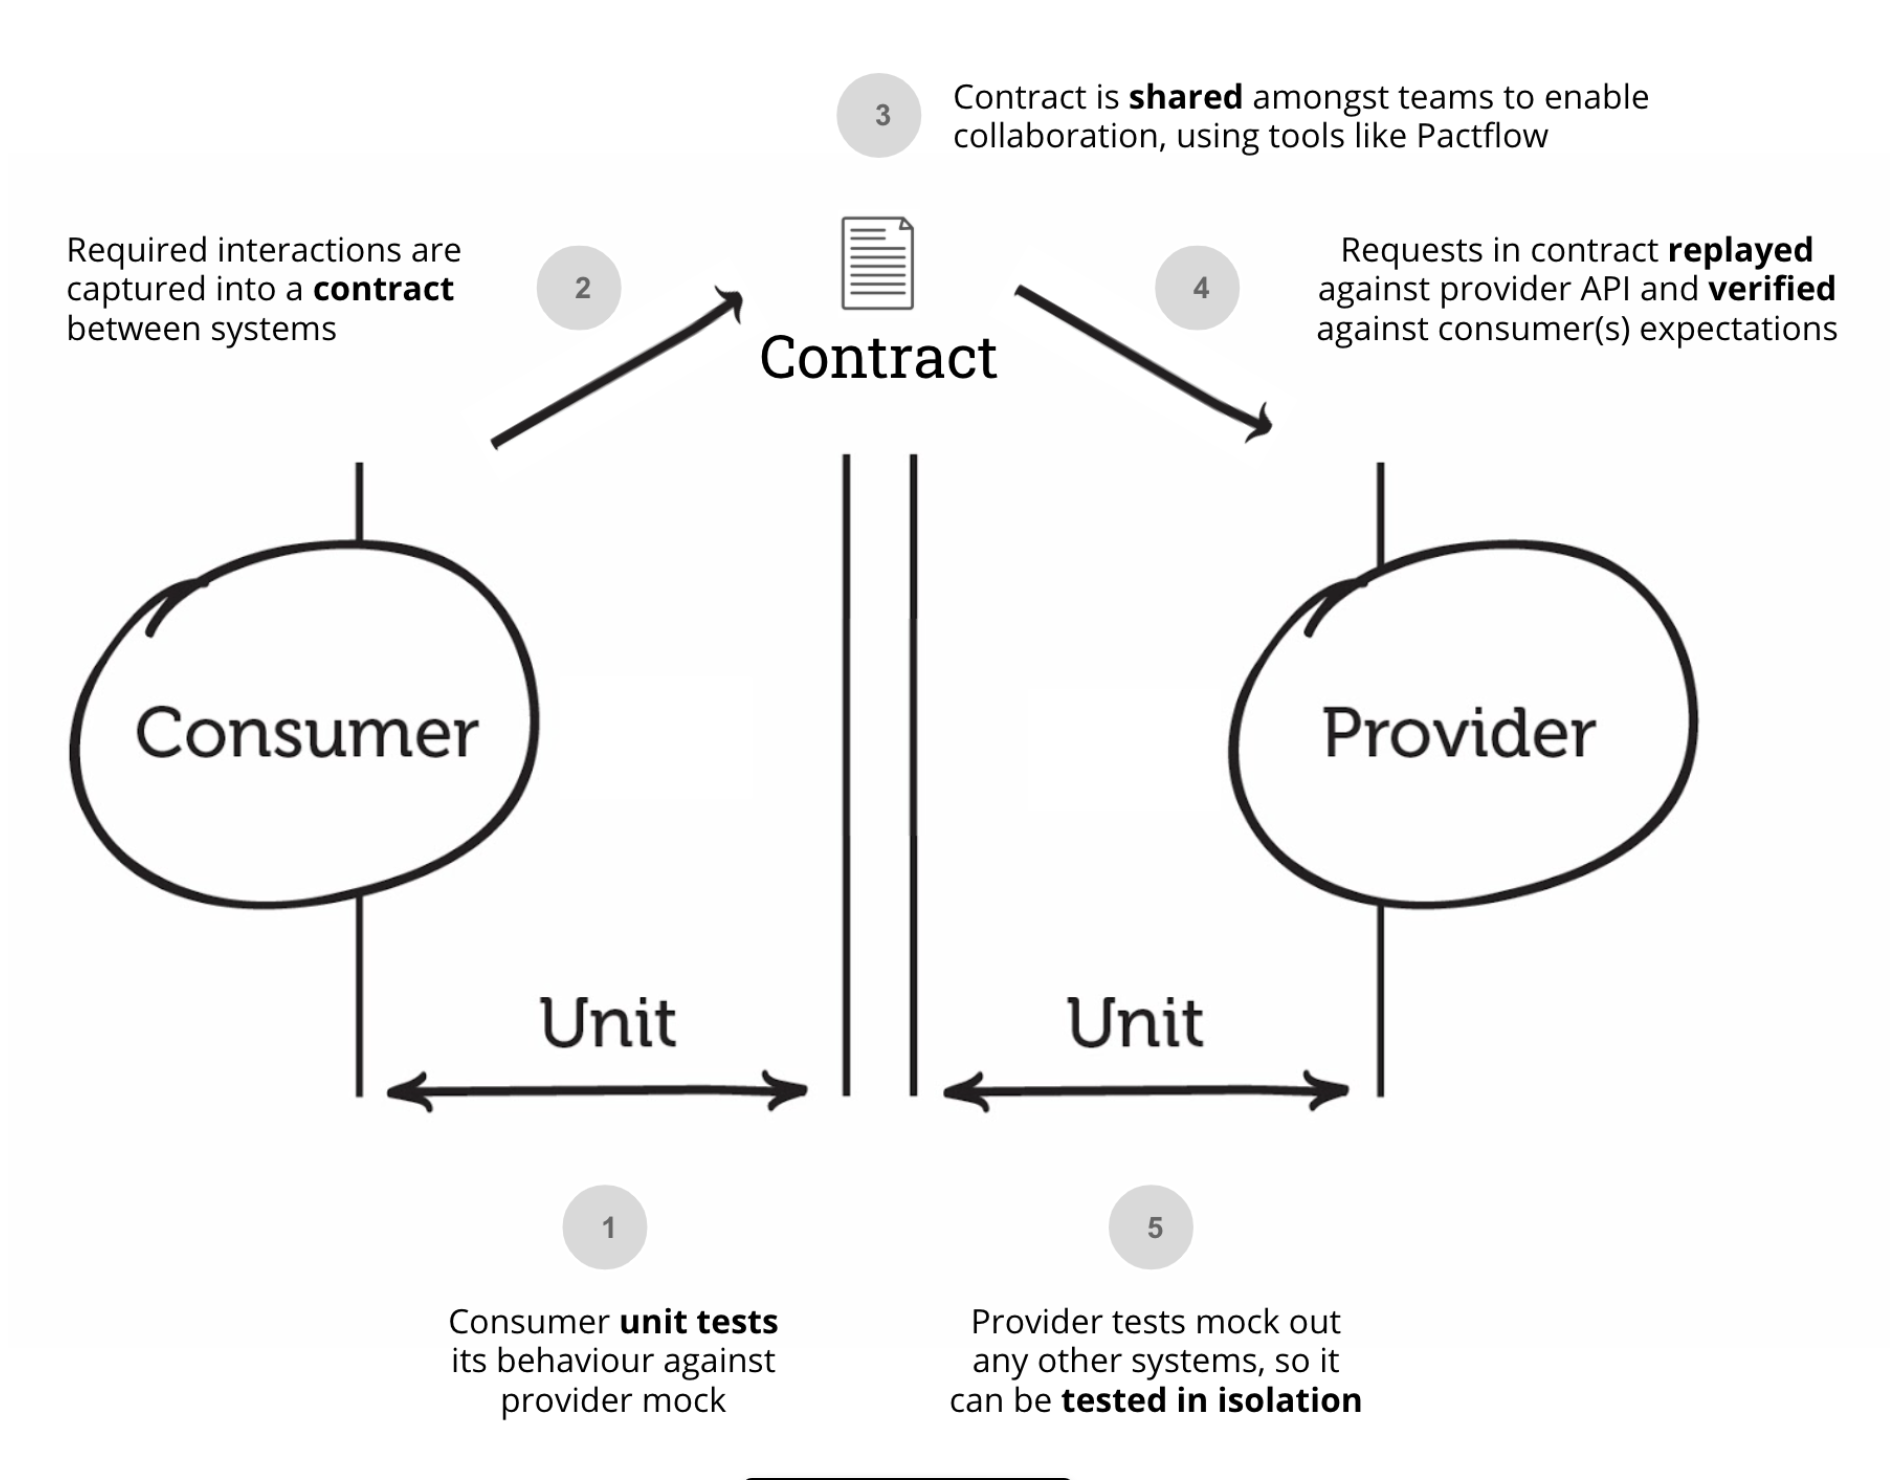 3
Contract is shared amongst teams to enable
collaboration, using tools like Pactflow
Required interactions are
captured into a contract
between systems
2
Contract
4
Requests in contract replayed
against provider API and verified
against consumer(s) expectations
Consumer
Provider
Unit
Unit
1
Consumer unit tests
its behaviour against
provider mock
5
Provider tests mock out
any other systems, so it
can be tested in isolation